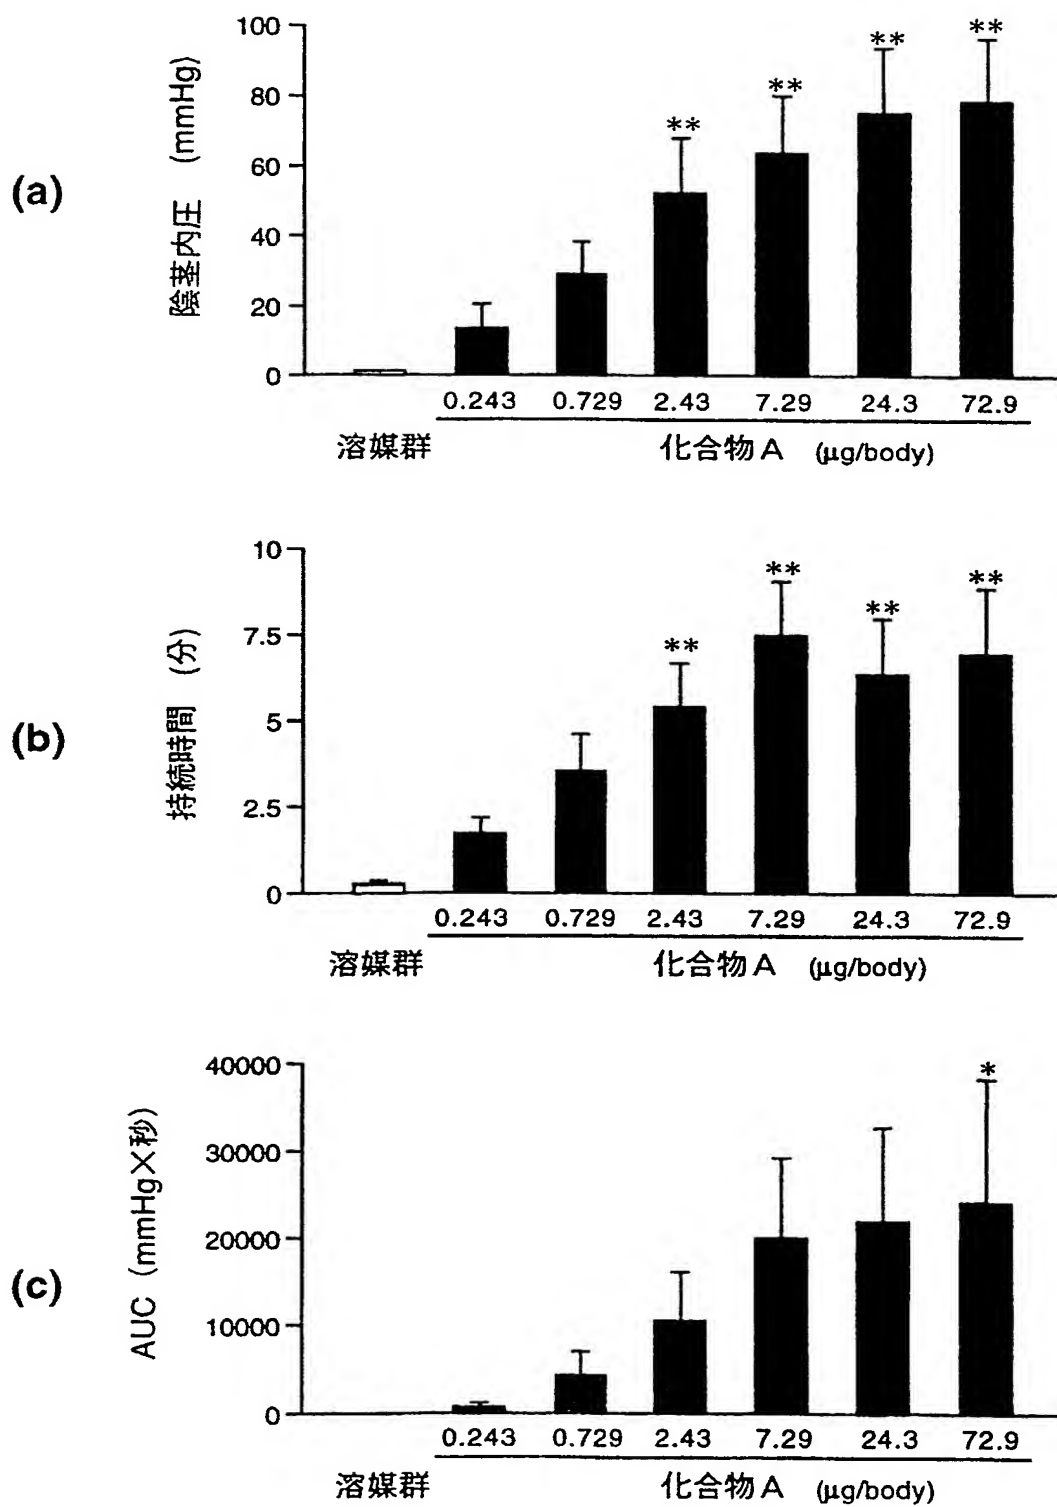 (a)
陰茎内圧 (mmHg)
100
80
60
40
20
0
** ** ** **
0.243 0.729 2.43 7.29 24.3 72.9
溶媒群 化合物A (μg/body)
(b)
持続時間 (分)
10
7.5
5
2.5
0
** ** ** **
0.243 0.729 2.43 7.29 24.3 72.9
溶媒群 化合物A (μg/body)
(c)
AUC (mmHg×秒)
40000
30000
20000
10000
0
*
0.243 0.729 2.43 7.29 24.3 72.9
溶媒群 化合物A (μg/body)